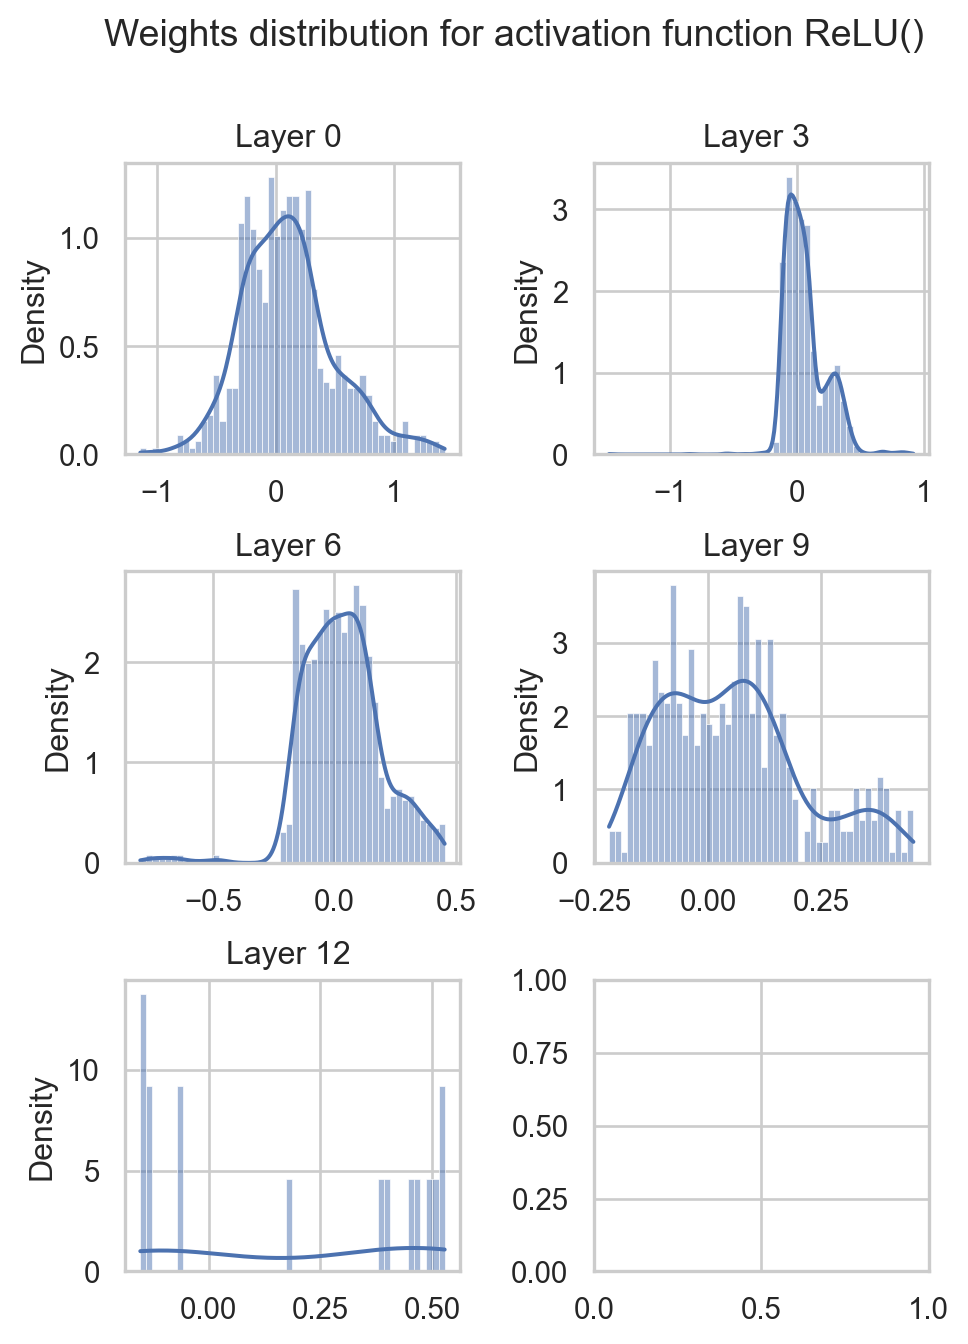 Weights distribution for activation function ReLU()
Layer 0
Density
1.0
0.5
0.0
−1 0 1
Layer 3
Density
3
2
1
0
−1 0 1
Layer 6
Density
2
1
0
−0.5 0.0 0.5
Layer 9
Density
3
2
1
0
−0.25 0.00 0.25
Layer 12
Density
10
5
0
0.00 0.25 0.50
1.00
0.75
0.50
0.25
0.00
0.0 0.5 1.0